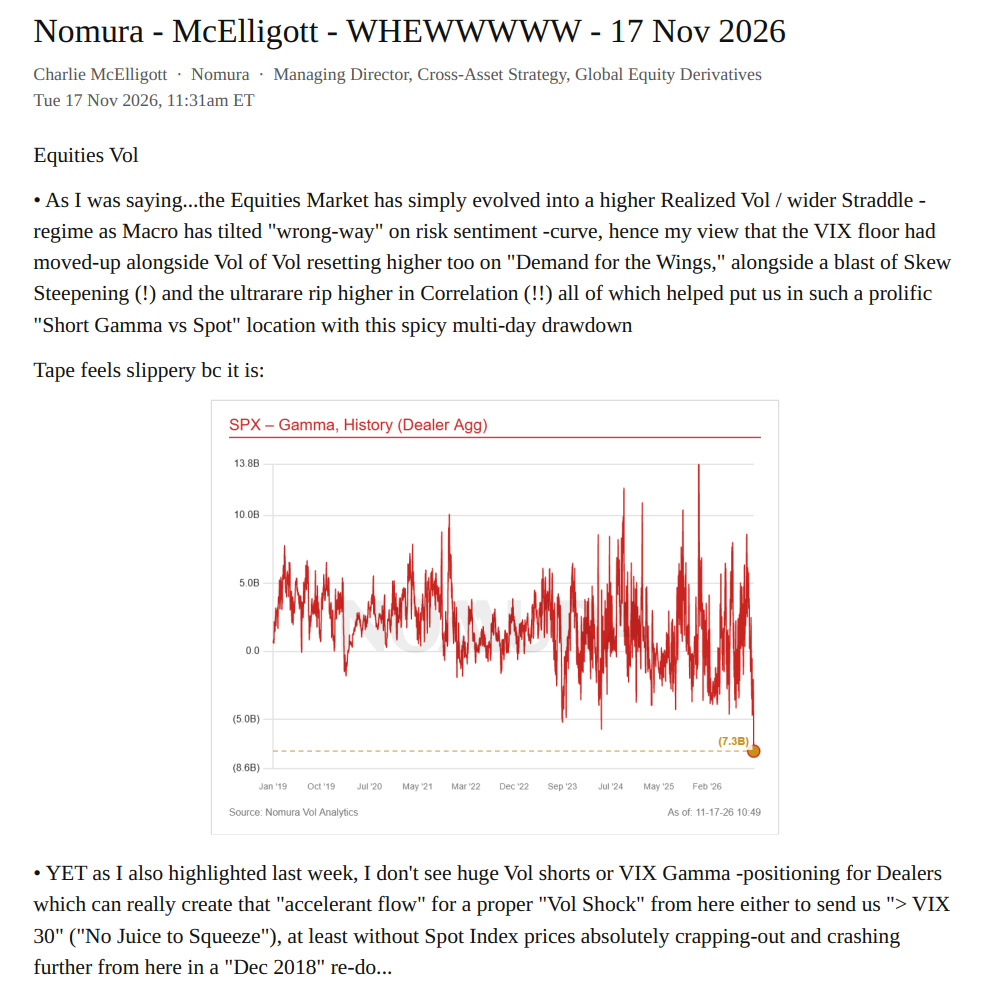 Nomura - McElligott - WHEWWWWW - 17 Nov 2026
Charlie McElligott · Nomura · Managing Director, Cross-Asset Strategy, Global Equity Derivatives
Tue 17 Nov 2026, 11:31am ET
Equities Vol
• As I was saying...the Equities Market has simply evolved into a higher Realized Vol / wider Straddle -
regime as Macro has tilted "wrong-way" on risk sentiment -curve, hence my view that the VIX floor had
moved-up alongside Vol of Vol resetting higher too on "Demand for the Wings," alongside a blast of Skew
Steepening (!) and the ultrarare rip higher in Correlation (!!) all of which helped put us in such a prolific
"Short Gamma vs Spot" location with this spicy multi-day drawdown
Tape feels slippery bc it is:
SPX – Gamma, History (Dealer Agg)
13.8B
10.0B
5.0B
0.0
(5.0B)
(7.3B)
(8.6B)
Jan '19 Oct '19 Jul '20 May '21 Mar '22 Dec '22 Sep '23 Jul '24 May '25 Feb '26
Source: Nomura Vol Analytics As of: 11-17-26 10:49
• YET as I also highlighted last week, I don't see huge Vol shorts or VIX Gamma -positioning for Dealers
which can really create that "accelerant flow" for a proper "Vol Shock" from here either to send us "> VIX
30" ("No Juice to Squeeze"), at least without Spot Index prices absolutely crapping-out and crashing
further from here in a "Dec 2018" re-do...